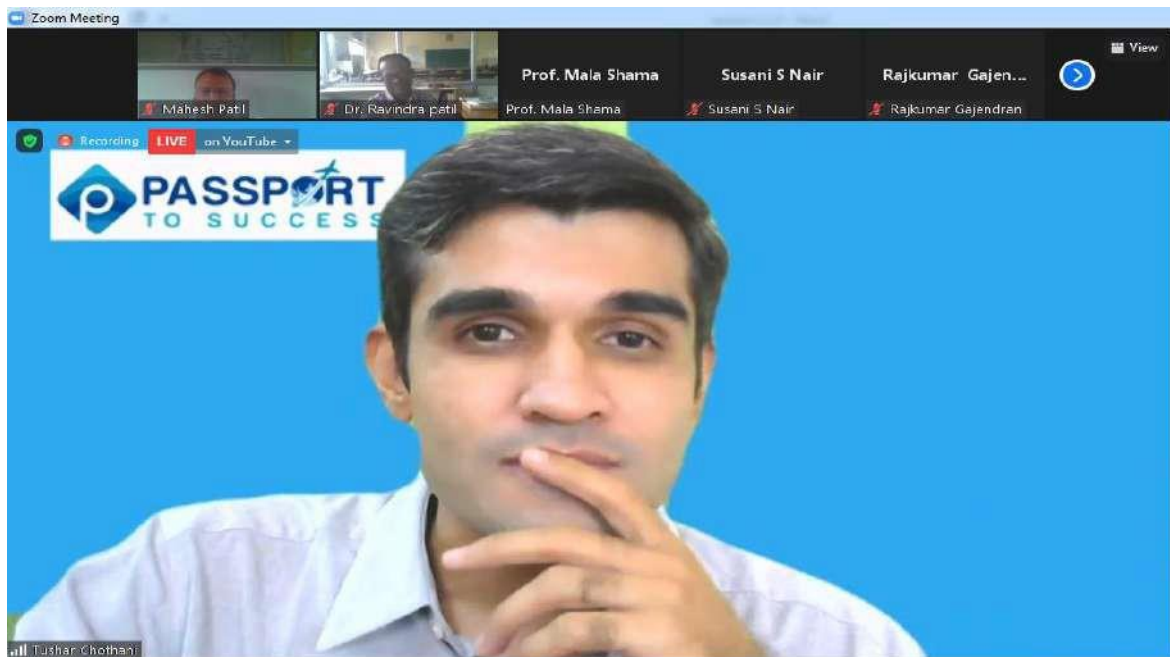 Zoom Meeting
View
Prof. Mala Shama
Susani S Nair
Rajkumar Gajen...
Mahesh Patil
Dr. Ravindra patil
Prof. Mala Shama
Susani S Nair
Rajkumar Gajendran
Recording
LIVE on YouTube
PASSPORT
TO SUCCESS
Tushar Chothani